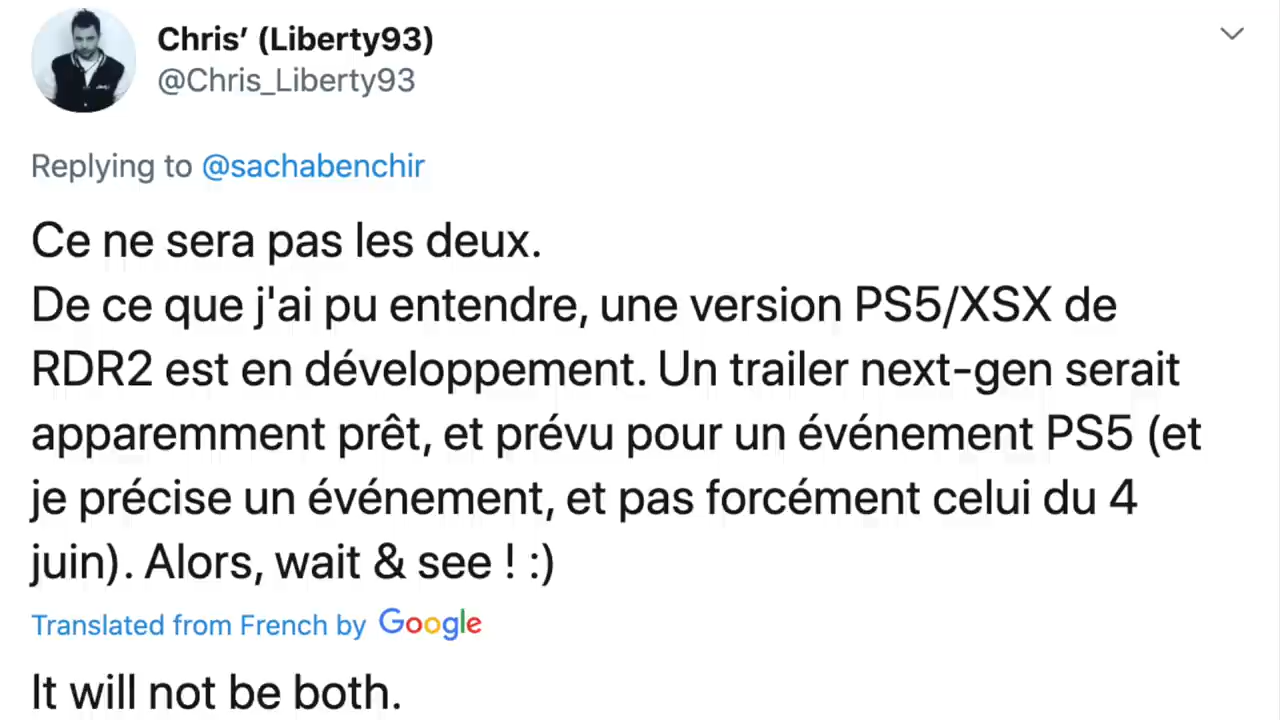 Chris’ (Liberty93)
@Chris_Liberty93
Replying to @sachabenchir
Ce ne sera pas les deux.
De ce que j'ai pu entendre, une version PS5/XSX de
RDR2 est en développement. Un trailer next-gen serait
apparemment prêt, et prévu pour un événement PS5 (et
je précise un événement, et pas forcément celui du 4
juin). Alors, wait & see ! :)
Translated from French by Google
It will not be both.